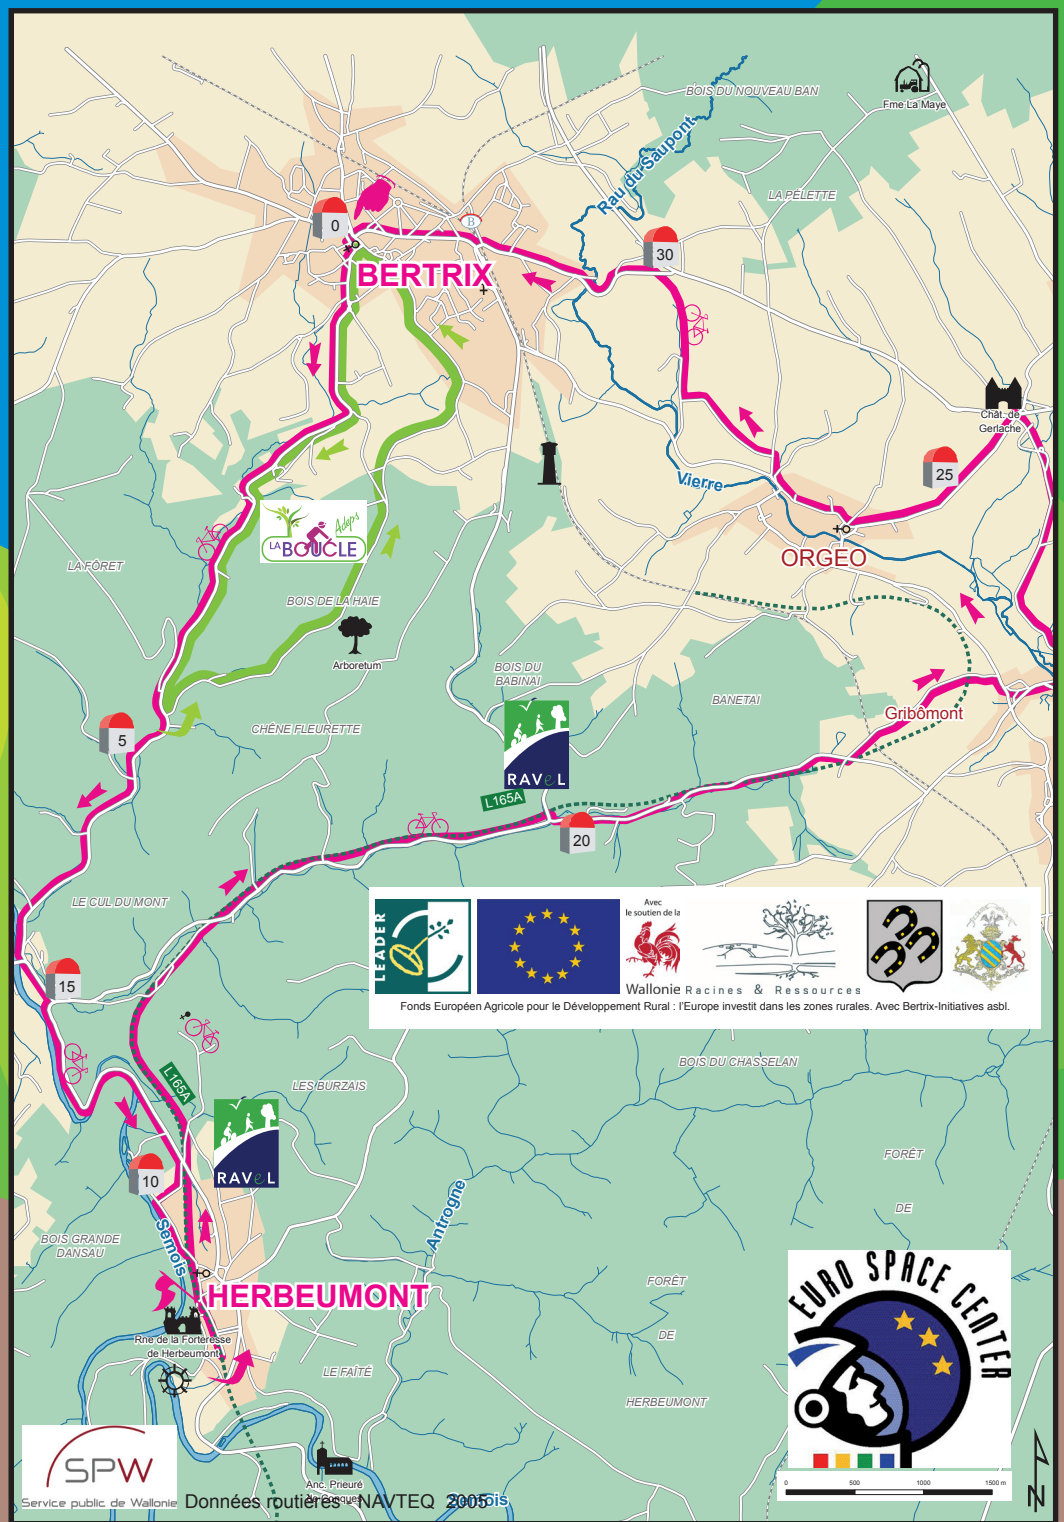 BOIS DU NOUVEAU BAN
Fme La Maye
Rau du Saupont
LA PÈLETTE
0
B
30
BERTRIX
Chât. de
Gerlache
25
Vierre
Adeps
LA BOUCLE
ORGEO
LA FÔRET
BOIS DE LA HAIE
Arboretum
BOIS DU
BABINAI
BANETAI
Gribômont
5
CHÊNE FLEURETTE
RAVeL
L165A
20
LE CUL DU MONT
LEADER
Avec
le soutien de la
Wallonie
Racines & Ressources
Fonds Européen Agricole pour le Développement Rural : l'Europe investit dans les zones rurales. Avec Bertrix-Initiatives asbl.
15
BOIS DU CHASSELAN
L165A
LES BURZAIS
RAVeL
10
FORÊT
DE
Antrogne
BOIS GRANDE
DANSAU
Semois
FORÊT
HERBEUMONT
EURO SPACE CENTER
Rne de la Forteresse
de Herbeumont
DE
LE FAÎTÊ
HERBEUMONT
SPW
Service public de Wallonie
Anc. Prieuré
de Conques
Données routières NAVTEQ 2005
Semois
0 500 1000 1500 m
N